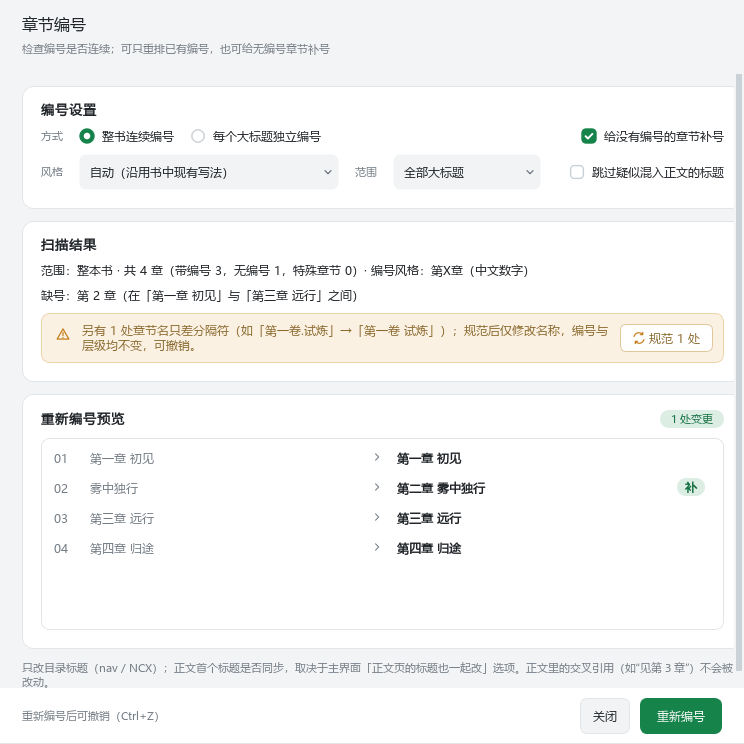 章节编号
检查编号是否连续；可只重排已有编号，也可给无编号章节补号
编号设置
方式 整书连续编号 每个大标题独立编号 给没有编号的章节补号
风格 自动（沿用书中现有写法） 范围 全部大标题 跳过疑似混入正文的标题
扫描结果
范围：整本书 · 共 4 章（带编号 3，无编号 1，特殊章节 0）· 编号风格：第X章（中文数字）
缺号：第 2 章（在「第一章 初见」与「第三章 远行」之间）
另有 1 处章节名只差分隔符（如「第一卷.试炼」→「第一卷 试炼」）；规范后仅修改名称，编号与
层级均不变，可撤销。
规范 1 处
重新编号预览 1 处变更
01 第一章 初见 第一章 初见
02 雾中独行 第二章 雾中独行 补
03 第三章 远行 第三章 远行
04 第四章 归途 第四章 归途
只改目录标题（nav / NCX）；正文首个标题是否同步，取决于主界面「正文页的标题也一起改」选项。正文里的交叉引用（如“见第 3 章”）不会被
改动。
重新编号后可撤销（Ctrl+Z） 关闭 重新编号